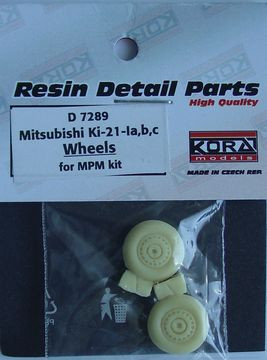 Resin Detail Parts
High Quality
D 7289
Mitsubishi Ki-21-Ia,b,c
Wheels
for MPM kit
KORA
models
MADE IN CZECH REP.